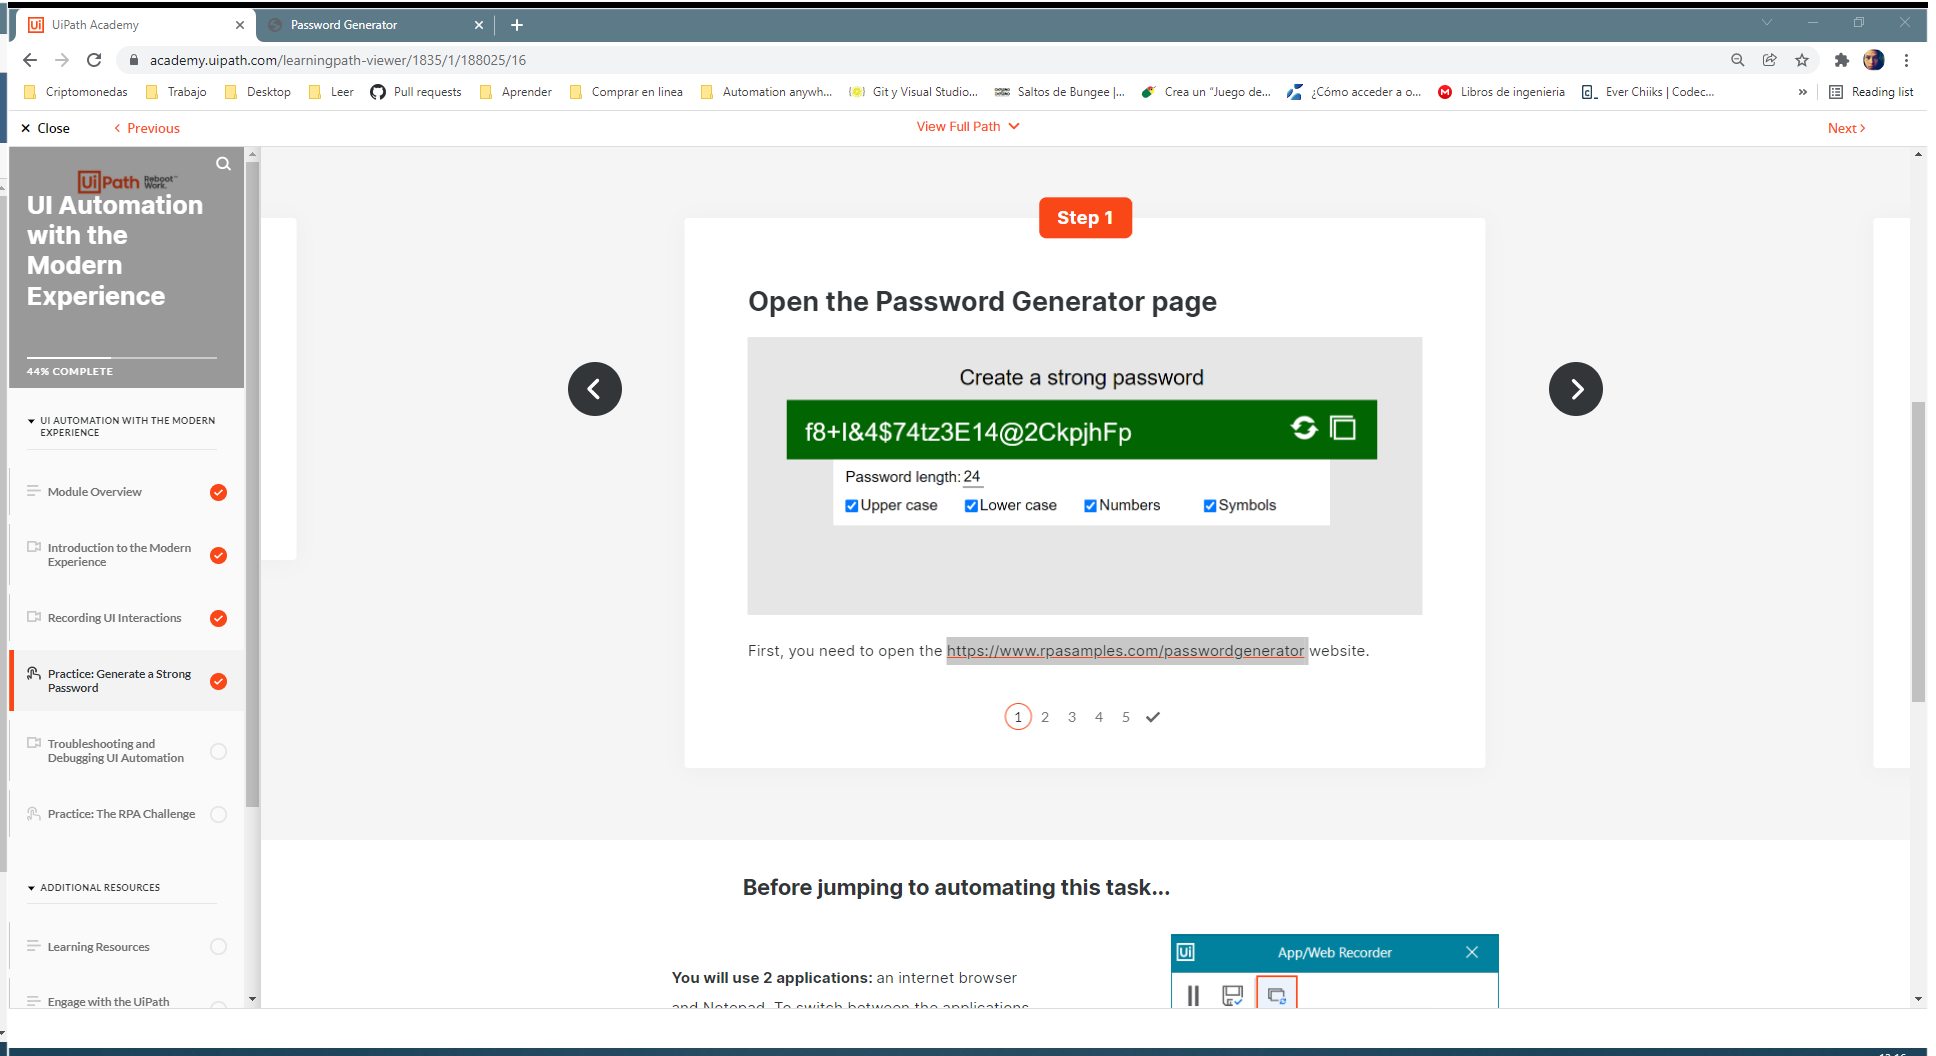 UiPath Academy
Password Generator
academy.uipath.com/learningpath-viewer/1835/1/188025/16
Criptomonedas
Trabajo
Desktop
Leer
Pull requests
Aprender
Comprar en linea
Automation anywh...
Git y Visual Studio...
Saltos de Bungee |...
Crea un "Juego de...
¿Cómo acceder a o...
Libros de ingenieria
Ever Chiiks | Codec...
»
Reading list
Close
Previous
View Full Path
Next
UiPath Reboot Work.
UI Automation
with the
Modern
Experience
44% COMPLETE
UI AUTOMATION WITH THE MODERN
EXPERIENCE
Module Overview
Introduction to the Modern
Experience
Recording UI Interactions
Practice: Generate a Strong
Password
Troubleshooting and
Debugging UI Automation
Practice: The RPA Challenge
ADDITIONAL RESOURCES
Learning Resources
Engage with the UiPath
Step 1
Open the Password Generator page
Create a strong password
f8+I&4$74tz3E14@2CkpjhFp
Password length: 24
Upper case
Lower case
Numbers
Symbols
First, you need to open the https://www.rpasamples.com/passwordgenerator website.
1 2 3 4 5
Before jumping to automating this task...
You will use 2 applications: an internet browser
and Notepad. To switch between the applications
Ui
App/Web Recorder